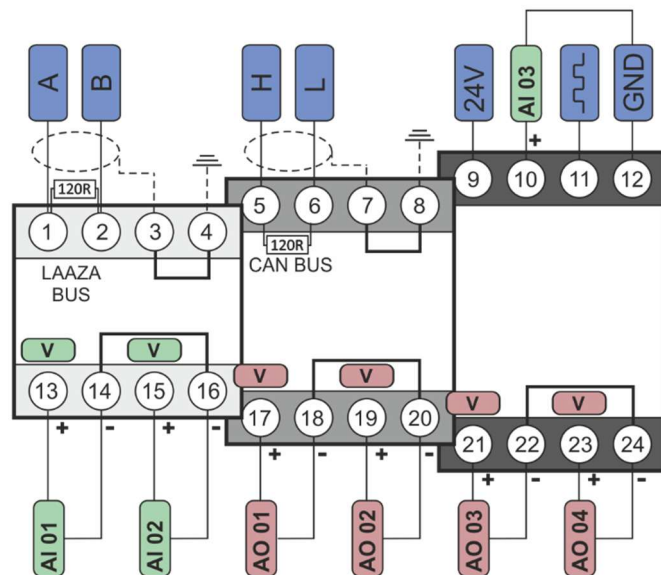 A B H L 24V AI 03 GND
+
9 10 11 12
120R
5 6 7 8
1 2 3 4
120R
LAAZA
BUS
CAN BUS
V V
13 14 15 16
V V
+ - + -
17 18 19 20
V V
+ - + -
21 22 23 24
+ - + -
AI 01 AI 02 AO 01 AO 02 AO 03 AO 04